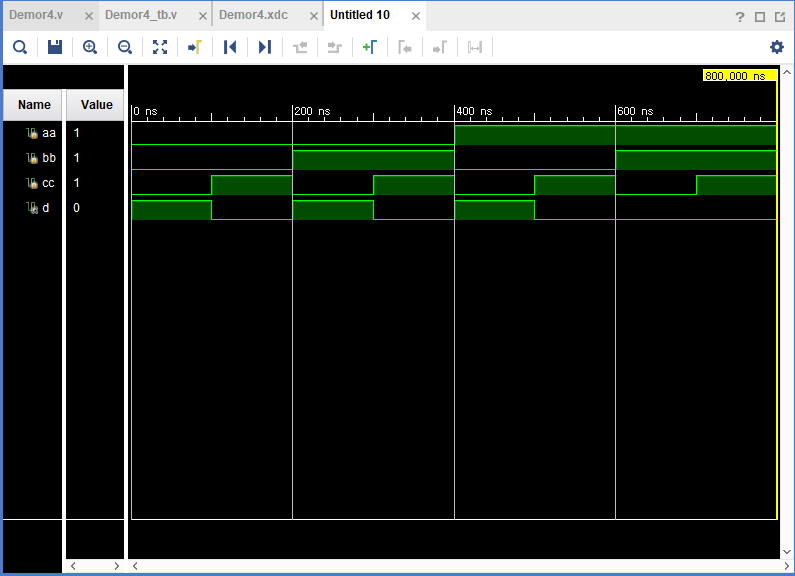 Demor4.v
Demor4_tb.v
Demor4.xdc
Untitled 10
800,000 ns
Name
Value
0 ns
200 ns
400 ns
600 ns
aa
1
bb
1
cc
1
d
0